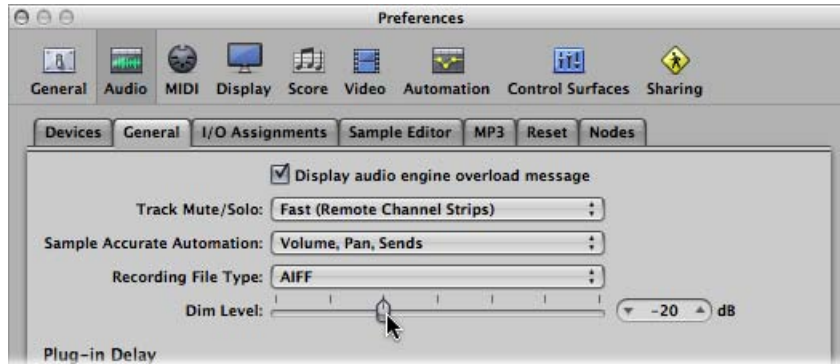 Preferences
General Audio MIDI Display Score Video Automation Control Surfaces Sharing
Devices General I/O Assignments Sample Editor MP3 Reset Nodes
Display audio engine overload message
Track Mute/Solo: Fast (Remote Channel Strips)
Sample Accurate Automation: Volume, Pan, Sends
Recording File Type: AIFF
Dim Level: -20 dB
Plug-in Delay